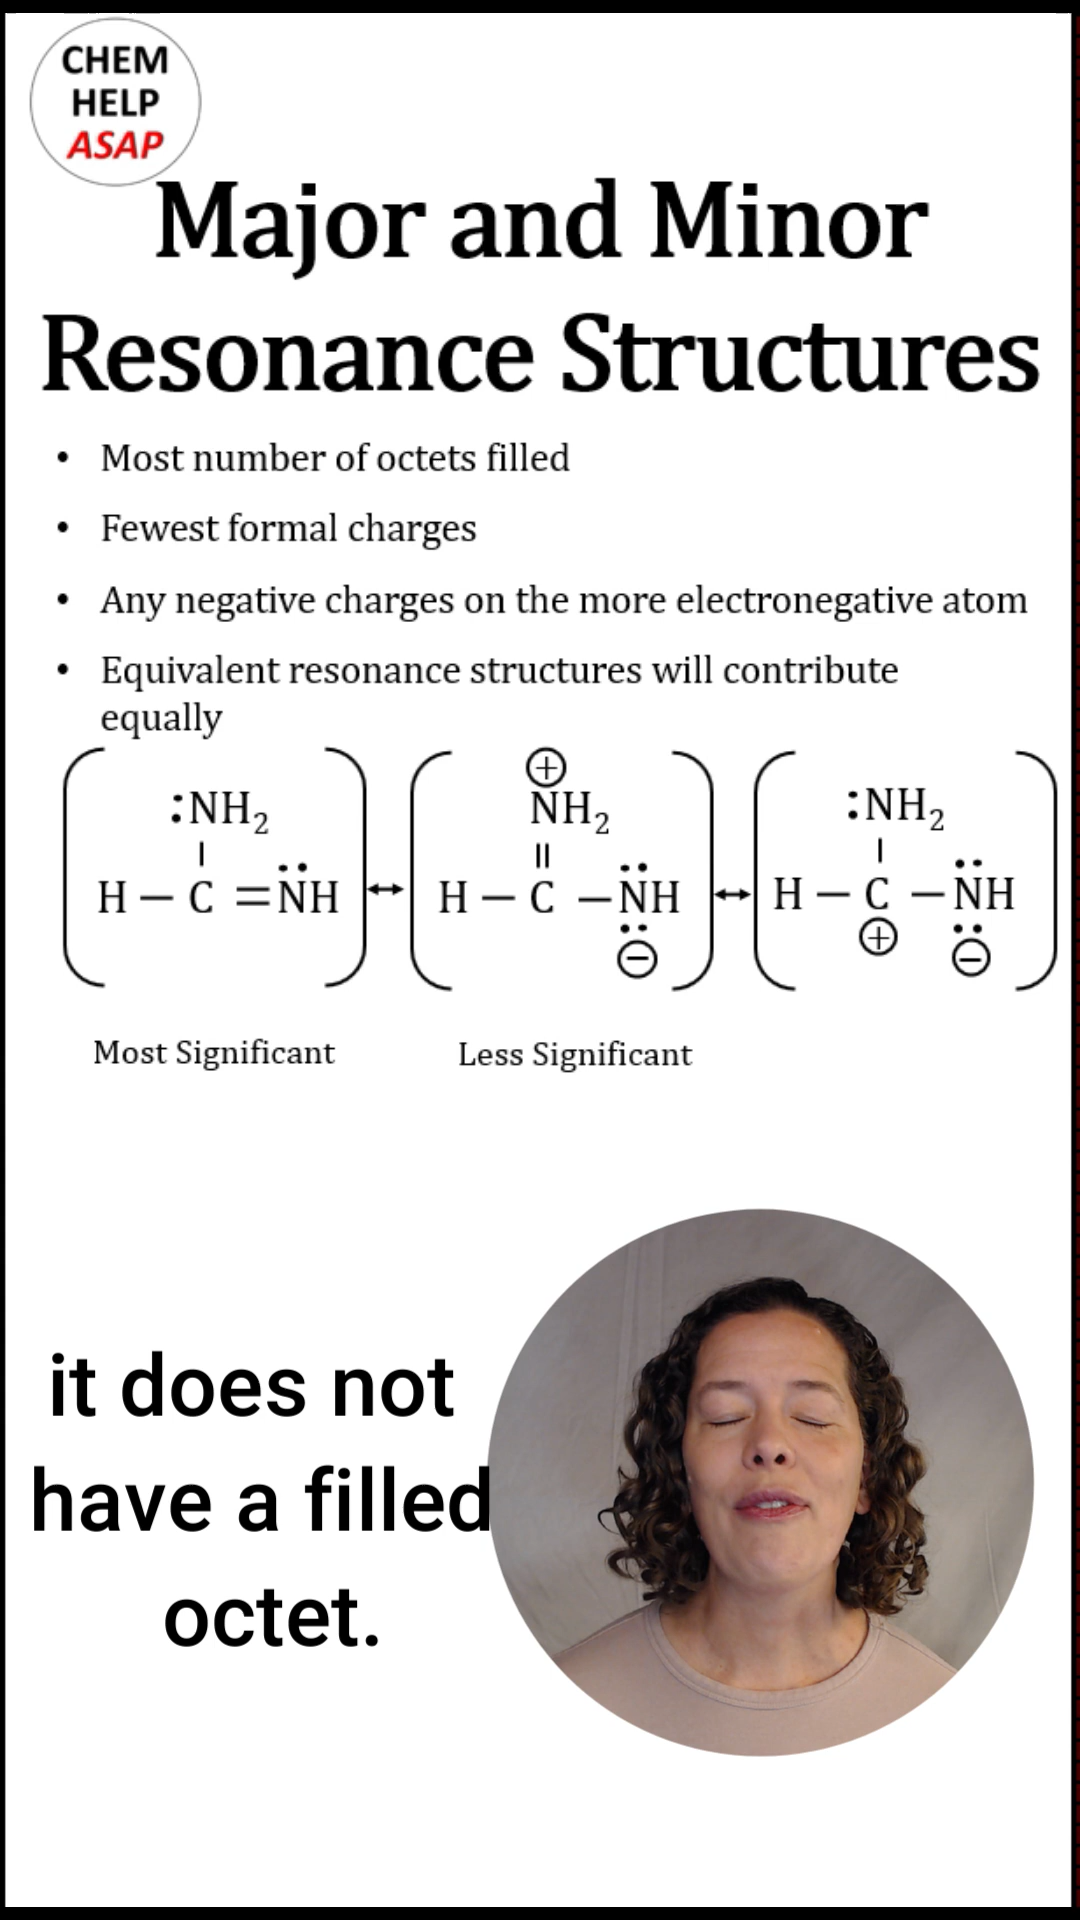 CHEM
HELP
ASAP
Major and Minor
Resonance Structures
• Most number of octets filled
• Fewest formal charges
• Any negative charges on the more electronegative atom
• Equivalent resonance structures will contribute
equally
⊕
:NH₂ NH₂ :NH₂
H – C = N̈H ↔ H – C – N̈H ↔ H – C – N̈H
⊖ ⊕ ⊖
Most Significant Less Significant
it does not
have a filled
octet.